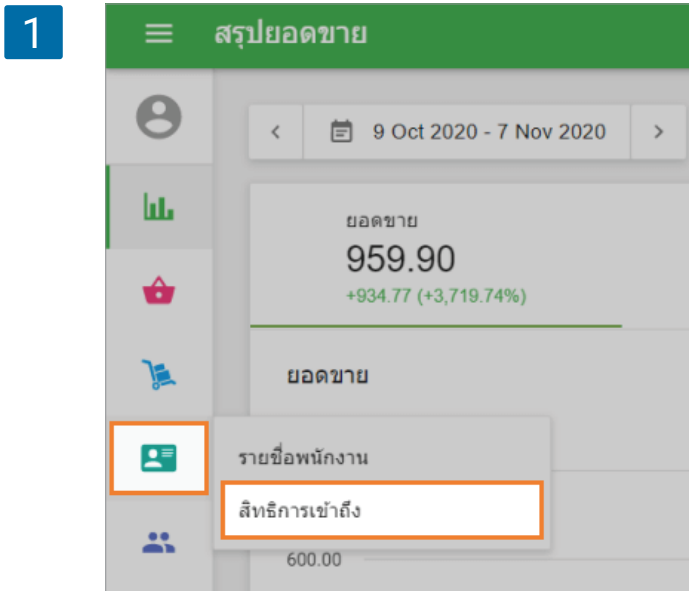 1
สรุปยอดขาย
9 Oct 2020 - 7 Nov 2020
ยอดขาย
959.90
+934.77 (+3,719.74%)
ยอดขาย
รายชื่อพนักงาน
สิทธิการเข้าถึง
600.00